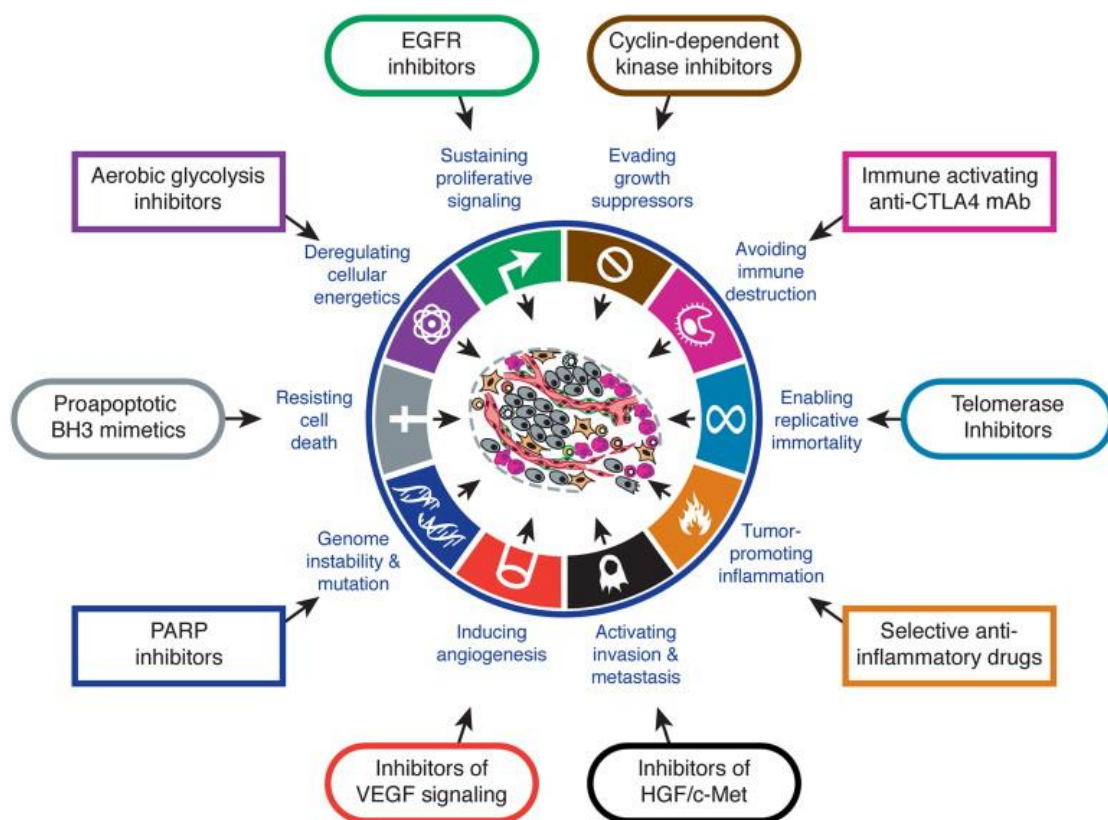 EGFR
inhibitors
Cyclin-dependent
kinase inhibitors
Sustaining
proliferative
signaling
Evading
growth
suppressors
Aerobic glycolysis
inhibitors
Immune activating
anti-CTLA4 mAb
Deregulating
cellular
energetics
Avoiding
immune
destruction
Proapoptotic
BH3 mimetics
Resisting
cell
death
Enabling
replicative
immortality
Telomerase
Inhibitors
Genome
instability &
mutation
Tumor-
promoting
inflammation
PARP
inhibitors
Inducing
angiogenesis
Activating
invasion &
metastasis
Selective anti-
inflammatory drugs
Inhibitors of
VEGF signaling
Inhibitors of
HGF/c-Met